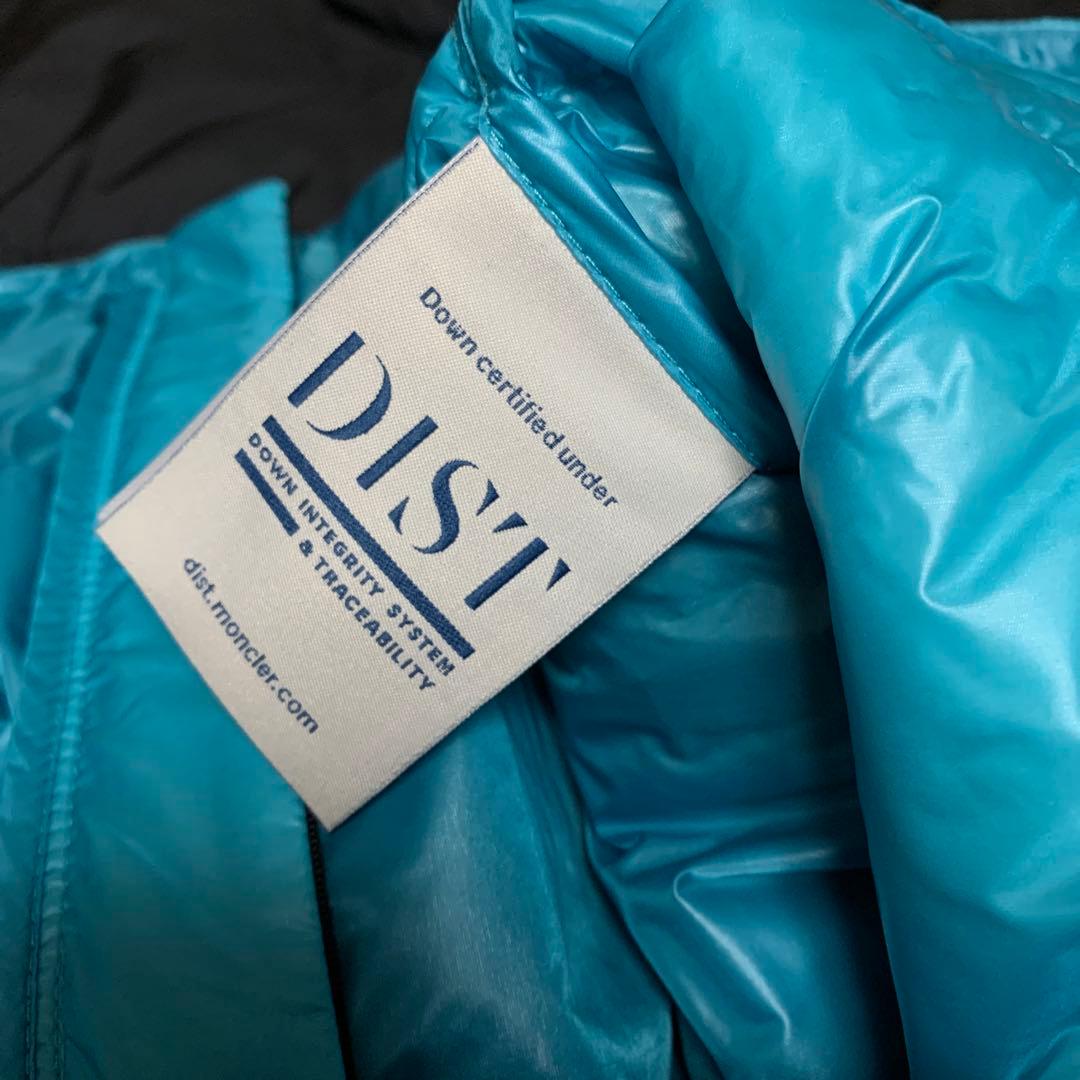 Down certified under
DIST
DOWN INTEGRITY SYSTEM
& TRACEABILITY
dist.moncler.com